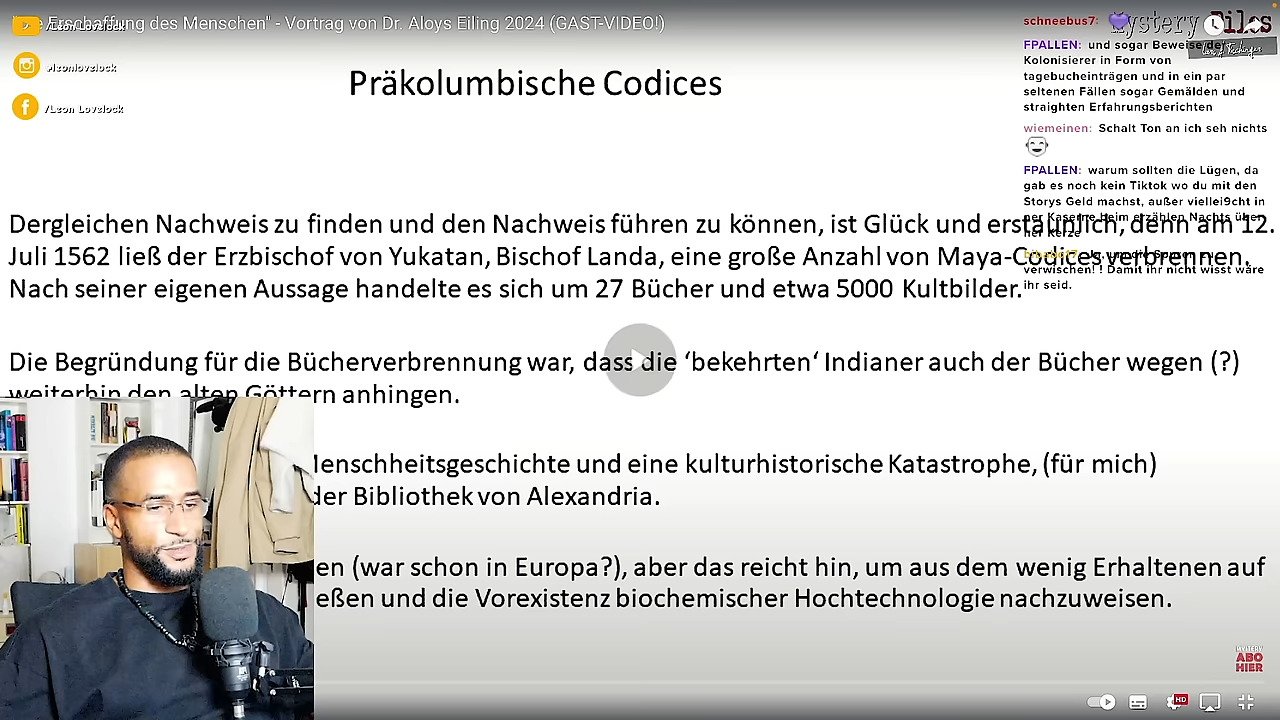 Erschaffung des Menschen" - Vortrag von Dr. Aloys Eiling 2024 (GAST-VIDEO!)
/Leon Lovelock
/leonlovelock
/Leon Lovelock
Mystery Files
Präkolumbische Codices
schneebus7:
FPALLEN: und sogar Beweise der
Kolonisierer in Form von
tagebucheinträgen und in ein par
seltenen Fällen sogar Gemälden und
straighten Erfahrungsberichten
wiemeinen: Schalt Ton an ich seh nichts
FPALLEN: warum sollten die Lügen, da
gab es noch kein Tiktok wo du mit den
Storys Geld machst, außer viellei9cht in
per Kaserne beim erzählen Nachts über
ner Kerze
verwischen! ! Damit ihr nicht wisst wäre
ihr seid.
Dergleichen Nachweis zu finden und den Nachweis führen zu können, ist Glück und erstaunlich, denn am 12.
Juli 1562 ließ der Erzbischof von Yukatan, Bischof Landa, eine große Anzahl von Maya-Codices verbrennen.
Nach seiner eigenen Aussage handelte es sich um 27 Bücher und etwa 5000 Kultbilder.
Die Begründung für die Bücherverbrennung war, dass die ‘bekehrten‘ Indianer auch der Bücher wegen (?)
weiterhin den alten Göttern anhingen.
Menschheitsgeschichte und eine kulturhistorische Katastrophe, (für mich)
der Bibliothek von Alexandria.
en (war schon in Europa?), aber das reicht hin, um aus dem wenig Erhaltenen auf
eßen und die Vorexistenz biochemischer Hochtechnologie nachzuweisen.
MYSTERY
ABO
HIER
HD